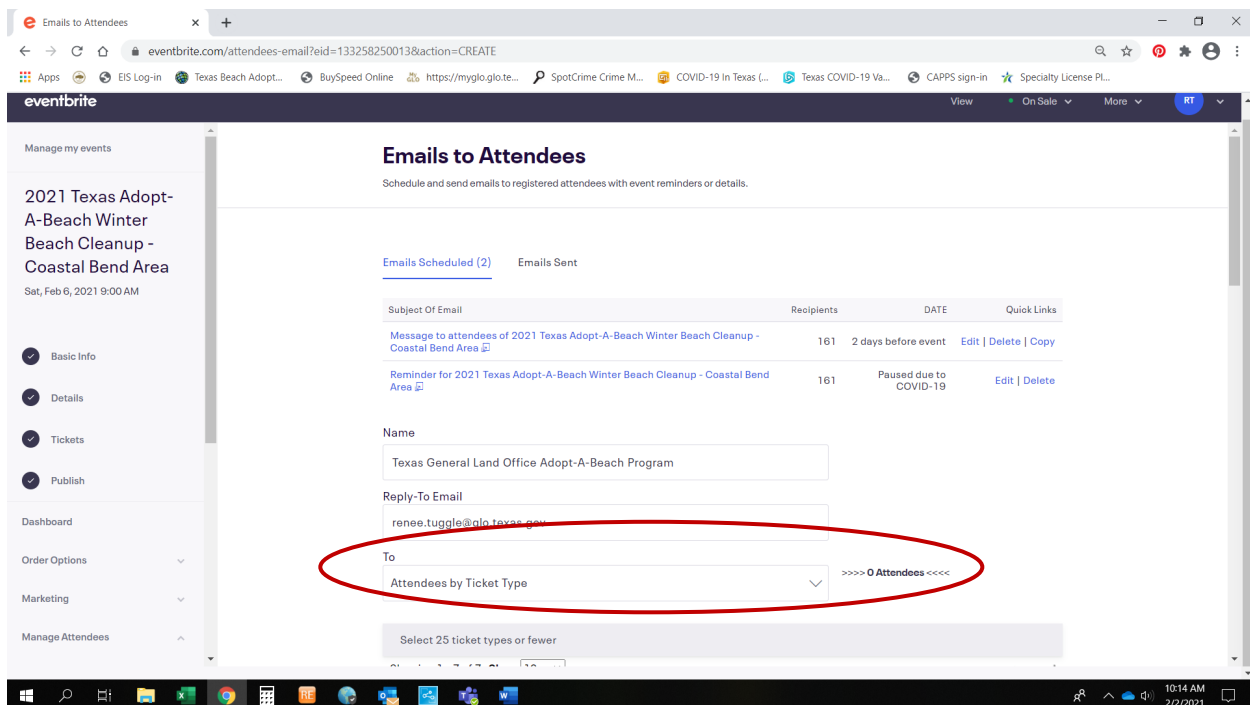 Emails to Attendees
eventbrite.com/attendees-email?eid=133258250013&action=CREATE
Apps EIS Log-in Texas Beach Adopt... BuySpeed Online https://myglo.glo.te... SpotCrime Crime M... COVID-19 In Texas (... Texas COVID-19 Va... CAPPS sign-in Specialty License Pl...
eventbrite View On Sale More RT
Manage my events
2021 Texas Adopt-
A-Beach Winter
Beach Cleanup -
Coastal Bend Area
Sat, Feb 6, 2021 9:00 AM
Basic Info
Details
Tickets
Publish
Dashboard
Order Options
Marketing
Manage Attendees
Emails to Attendees
Schedule and send emails to registered attendees with event reminders or details.
Emails Scheduled (2) Emails Sent
Subject Of Email Recipients DATE Quick Links
Message to attendees of 2021 Texas Adopt-A-Beach Winter Beach Cleanup -
Coastal Bend Area 161 2 days before event Edit | Delete | Copy
Reminder for 2021 Texas Adopt-A-Beach Winter Beach Cleanup - Coastal Bend
Area 161 Paused due to
COVID-19 Edit | Delete
Name
Texas General Land Office Adopt-A-Beach Program
Reply-To Email
renee.tuggle@glo.texas.gov
To
Attendees by Ticket Type >>>> 0 Attendees <<<<
Select 25 ticket types or fewer
10:14 AM
2/2/2021